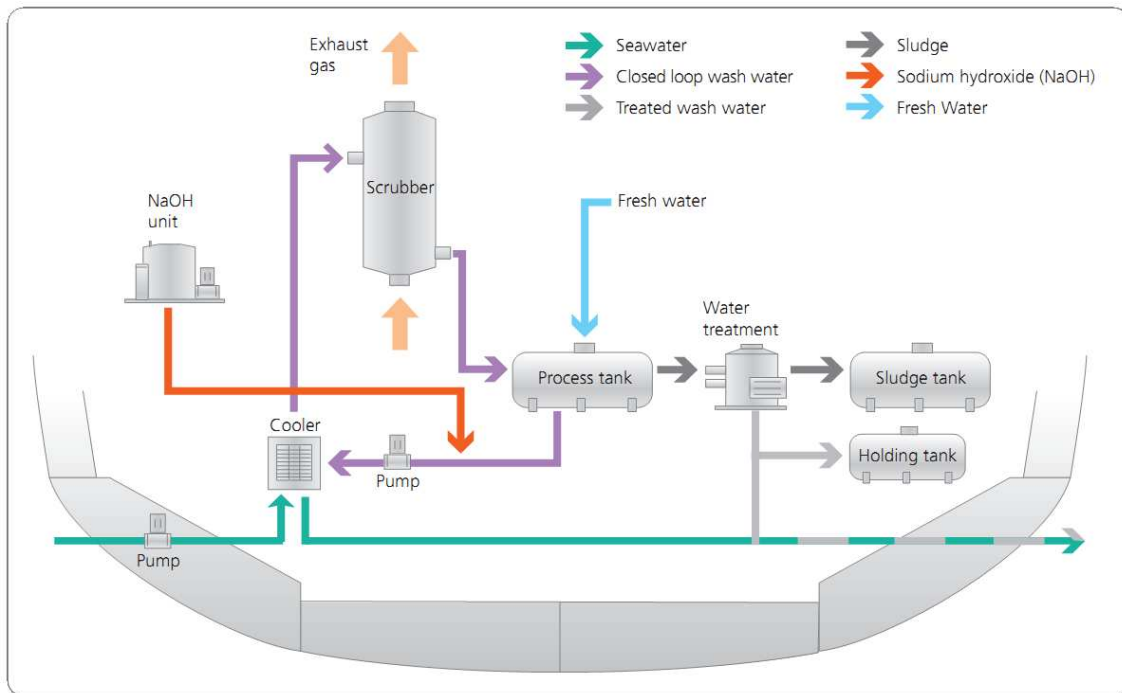 Exhaust
gas
Seawater
Closed loop wash water
Treated wash water
Sludge
Sodium hydroxide (NaOH)
Fresh Water
Scrubber
NaOH
unit
Fresh water
Water
treatment
Process tank
Sludge tank
Cooler
Holding tank
Pump
Pump